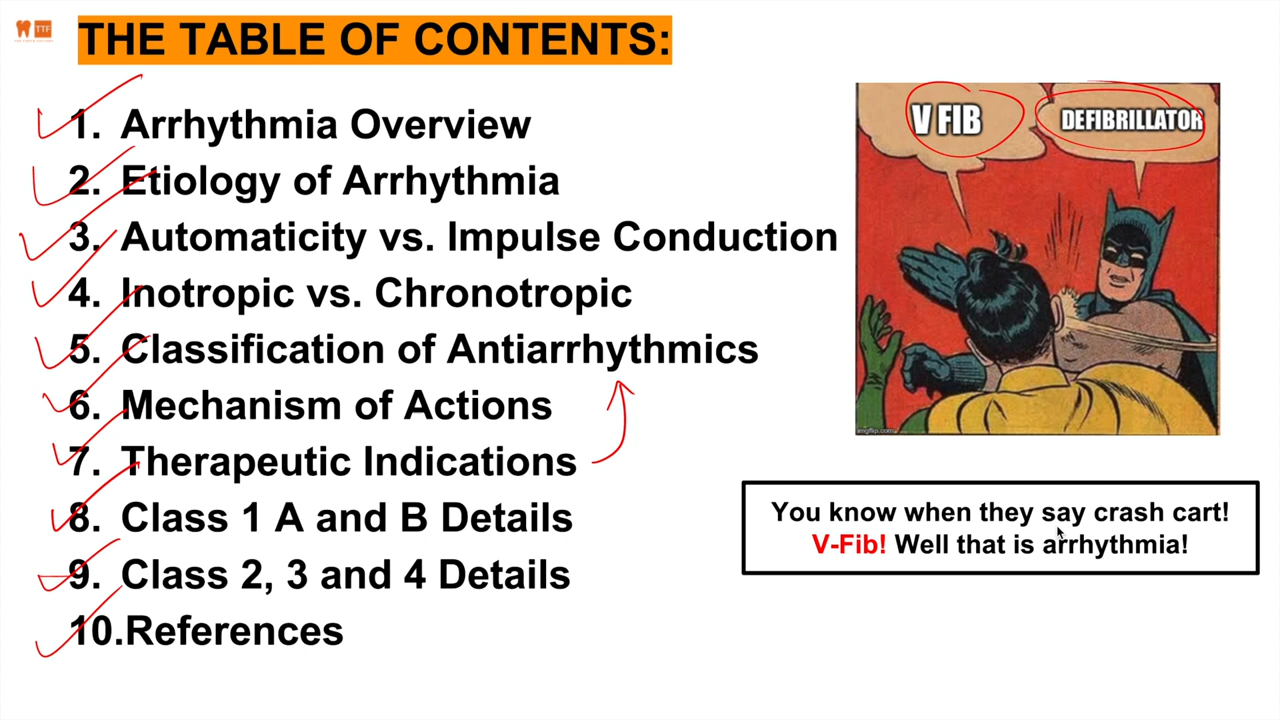 TTF
THE TABLE OF CONTENTS:
1. Arrhythmia Overview
2. Etiology of Arrhythmia
3. Automaticity vs. Impulse Conduction
4. Inotropic vs. Chronotropic
5. Classification of Antiarrhythmics
6. Mechanism of Actions
7. Therapeutic Indications
8. Class 1 A and B Details
9. Class 2, 3 and 4 Details
10.References
V FIB
DEFIBRILLATOR
imgflip.com
You know when they say crash cart!
V-Fib! Well that is arrhythmia!